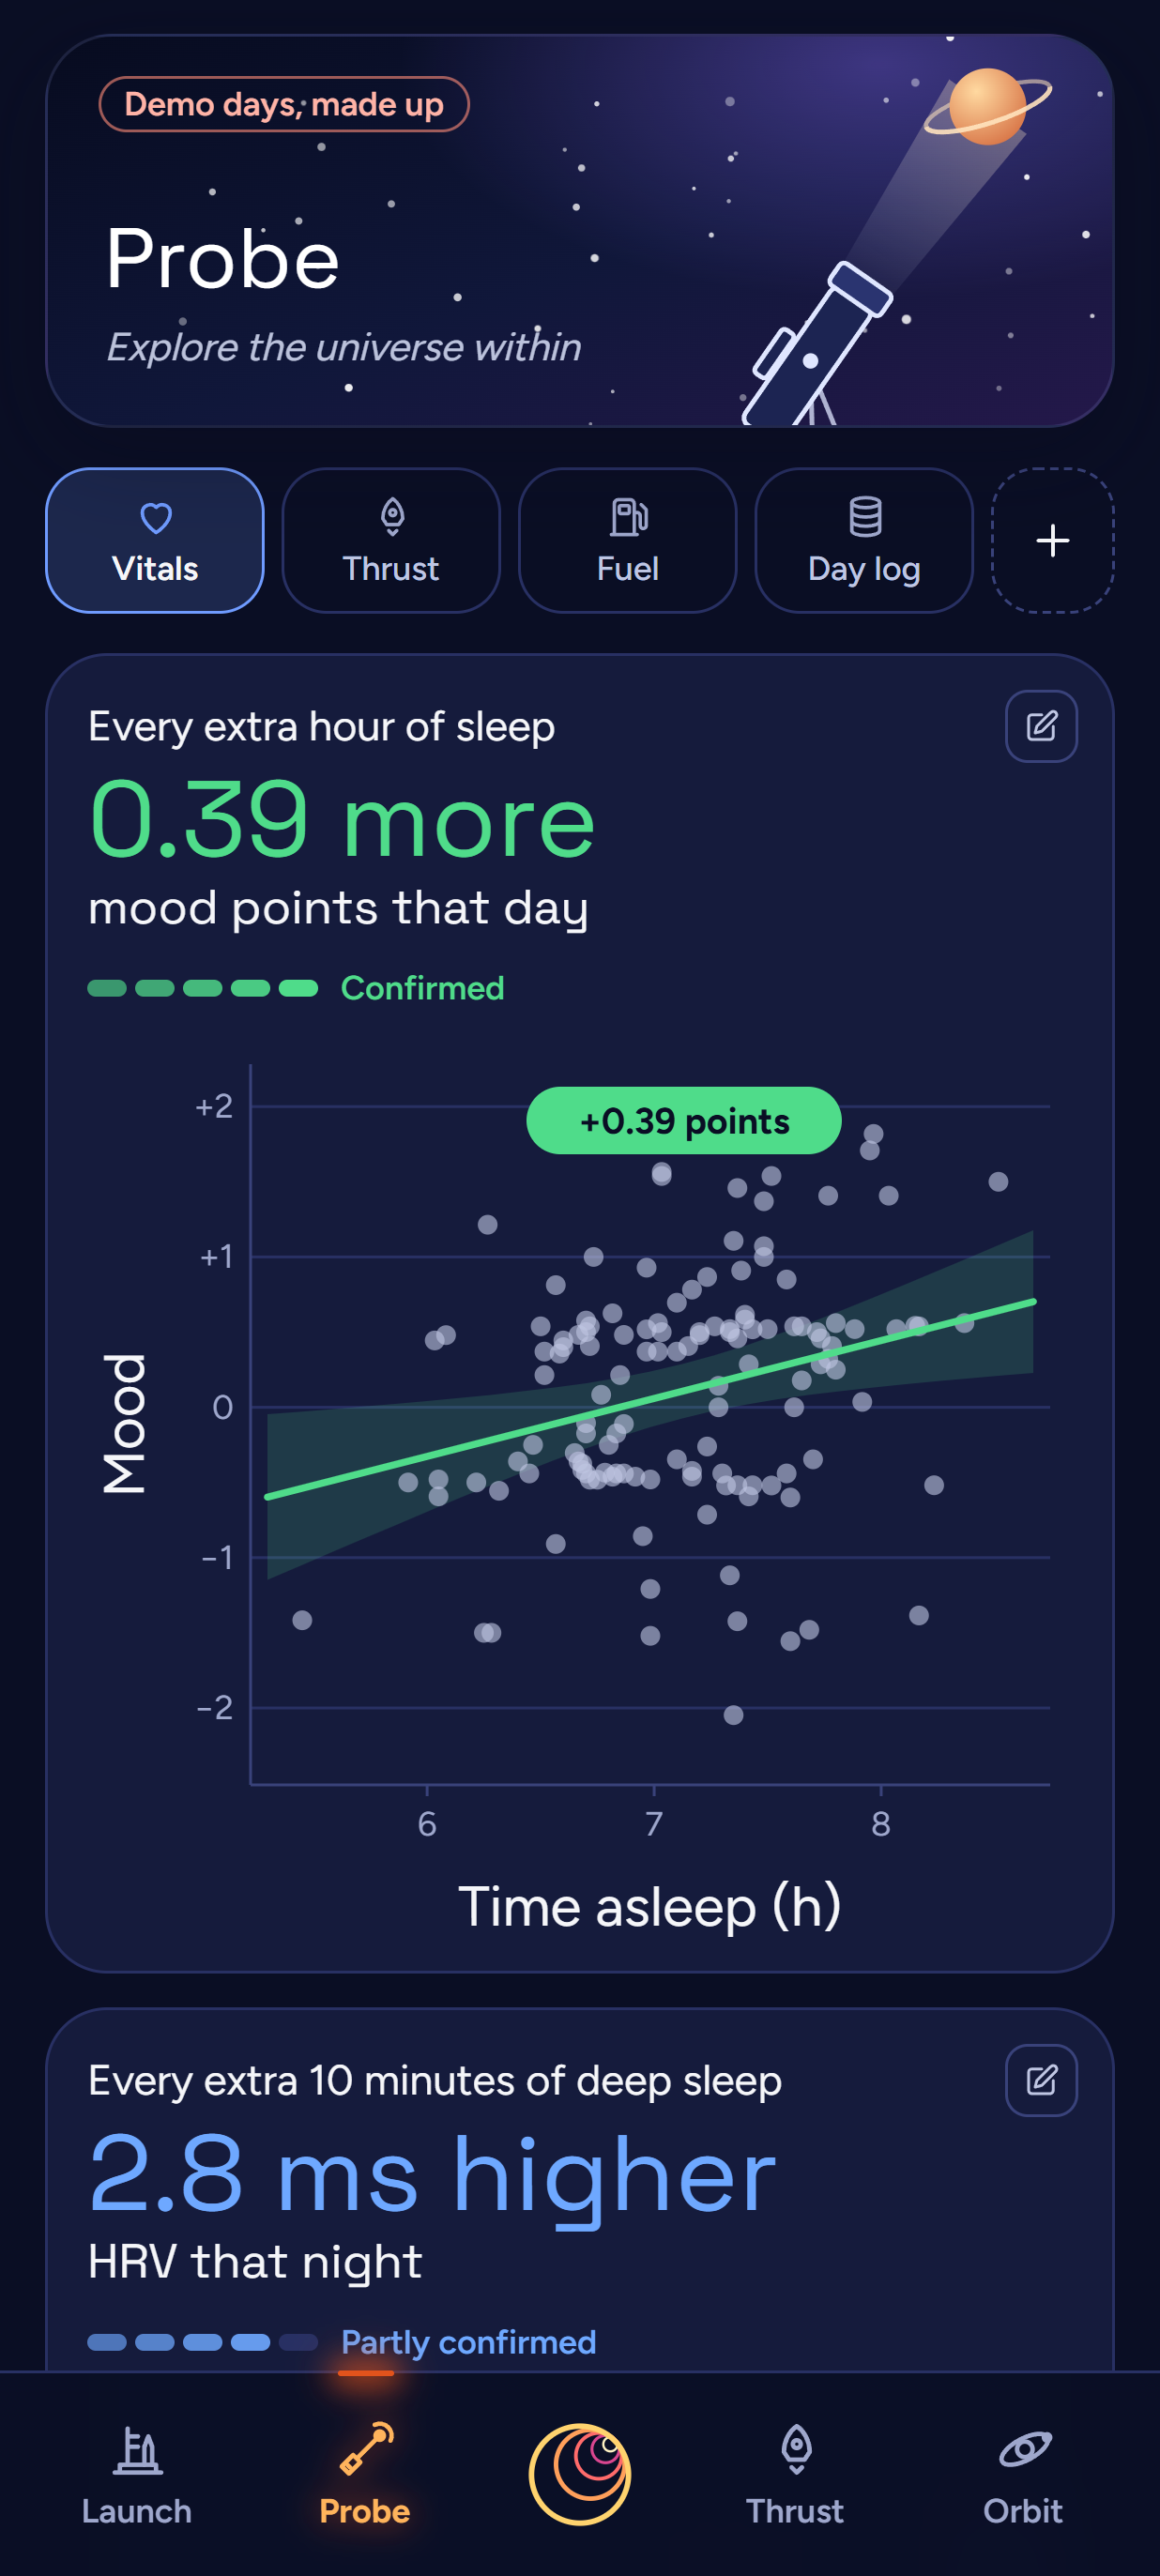 Demo days, made up
Probe
Explore the universe within
Vitals
Thrust
Fuel
Day log
Every extra hour of sleep
0.39 more
mood points that day
Confirmed
+0.39 points
+2
+1
0
−1
−2
Mood
6
7
8
Time asleep (h)
Every extra 10 minutes of deep sleep
2.8 ms higher
HRV that night
Partly confirmed
Launch
Probe
Thrust
Orbit